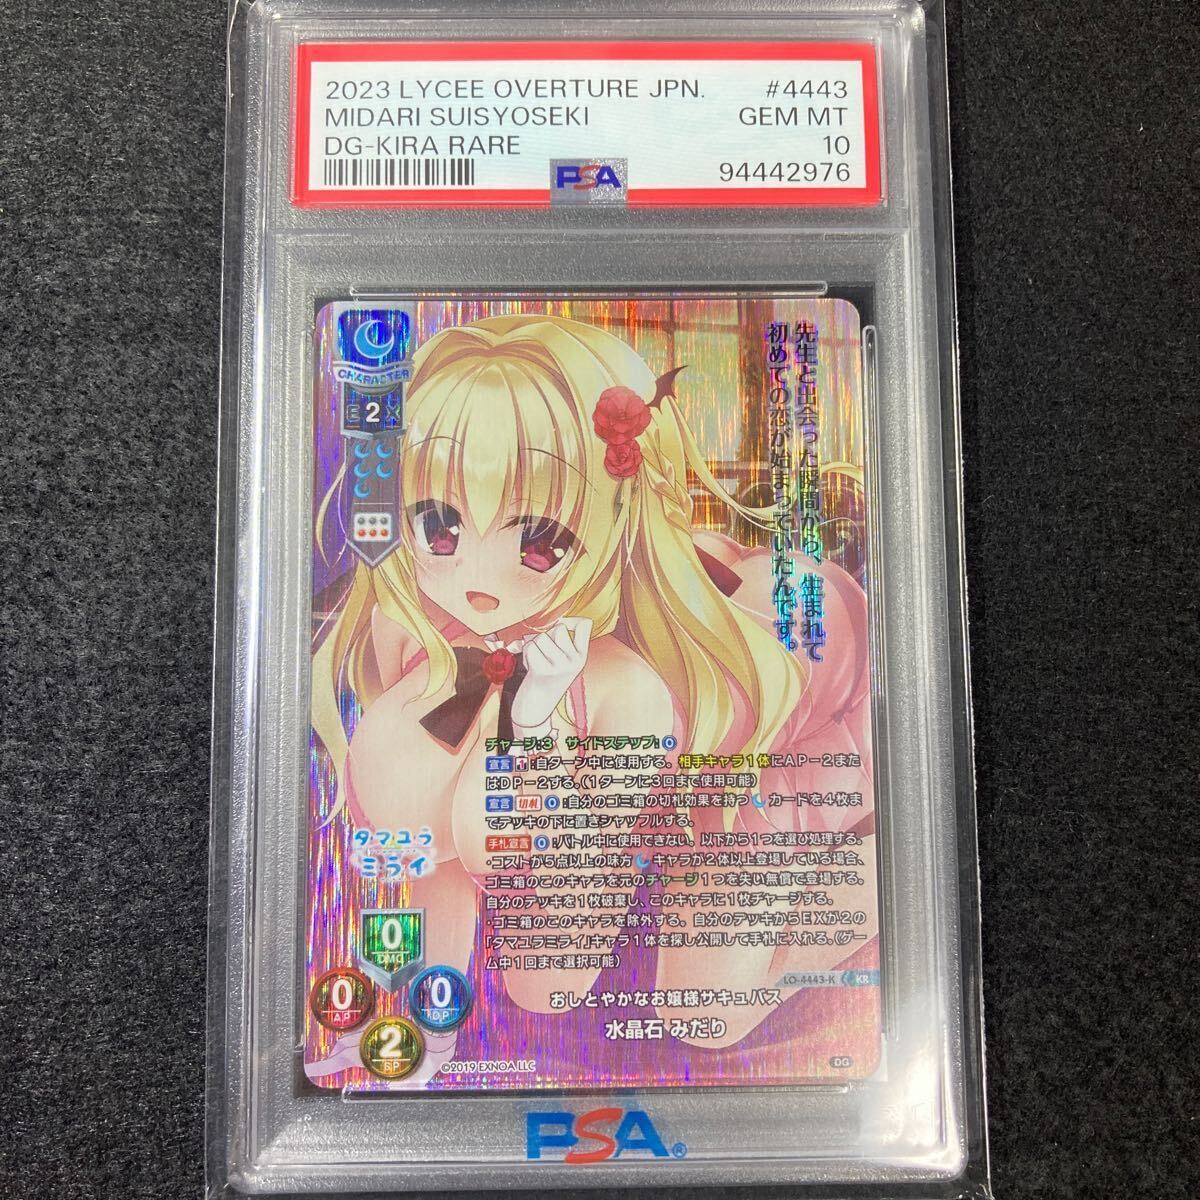 2023 LYCEE OVERTURE JPN. #4443
MIDARI SUISYOSEKI GEM MT
DG-KIRA RARE 10
PSA 94442976
CHARACTER
E 2 X
先生と出会った瞬間から、生まれて
初めての恋が始まっていたんです。
チャージ:3 サイドステップ:0
宣言 :自ターン中に使用する。相手キャラ1体にAP-2また
はDP-2する。(1ターンに3回まで使用可能)
宣言 切札 0:自分のゴミ箱の切札効果を持つ カードを4枚ま
でデッキの下に置きシャッフルする。
手札宣言 0:バトル中に使用できない。以下から1つを選び処理する。
・コストが5点以上の味方 キャラが2体以上登場している場合、
ゴミ箱のこのキャラを元のチャージ1つを失い無償で登場する。
自分のデッキを1枚破棄し、このキャラに1枚チャージする。
・ゴミ箱のこのキャラを除外する。自分のデッキからEXが2の
「タマユラミライ」キャラ1体を探し公開して手札に入れる。(ゲー
ム中1回まで選択可能)
タマユラ
ミライ
0
DMG
0
AP
0
DP
2
SP
LO-4443-K KR
おしとやかなお嬢様サキュバス
水晶石 みだり
©2019 EXNOA LLC
DG
PSA®